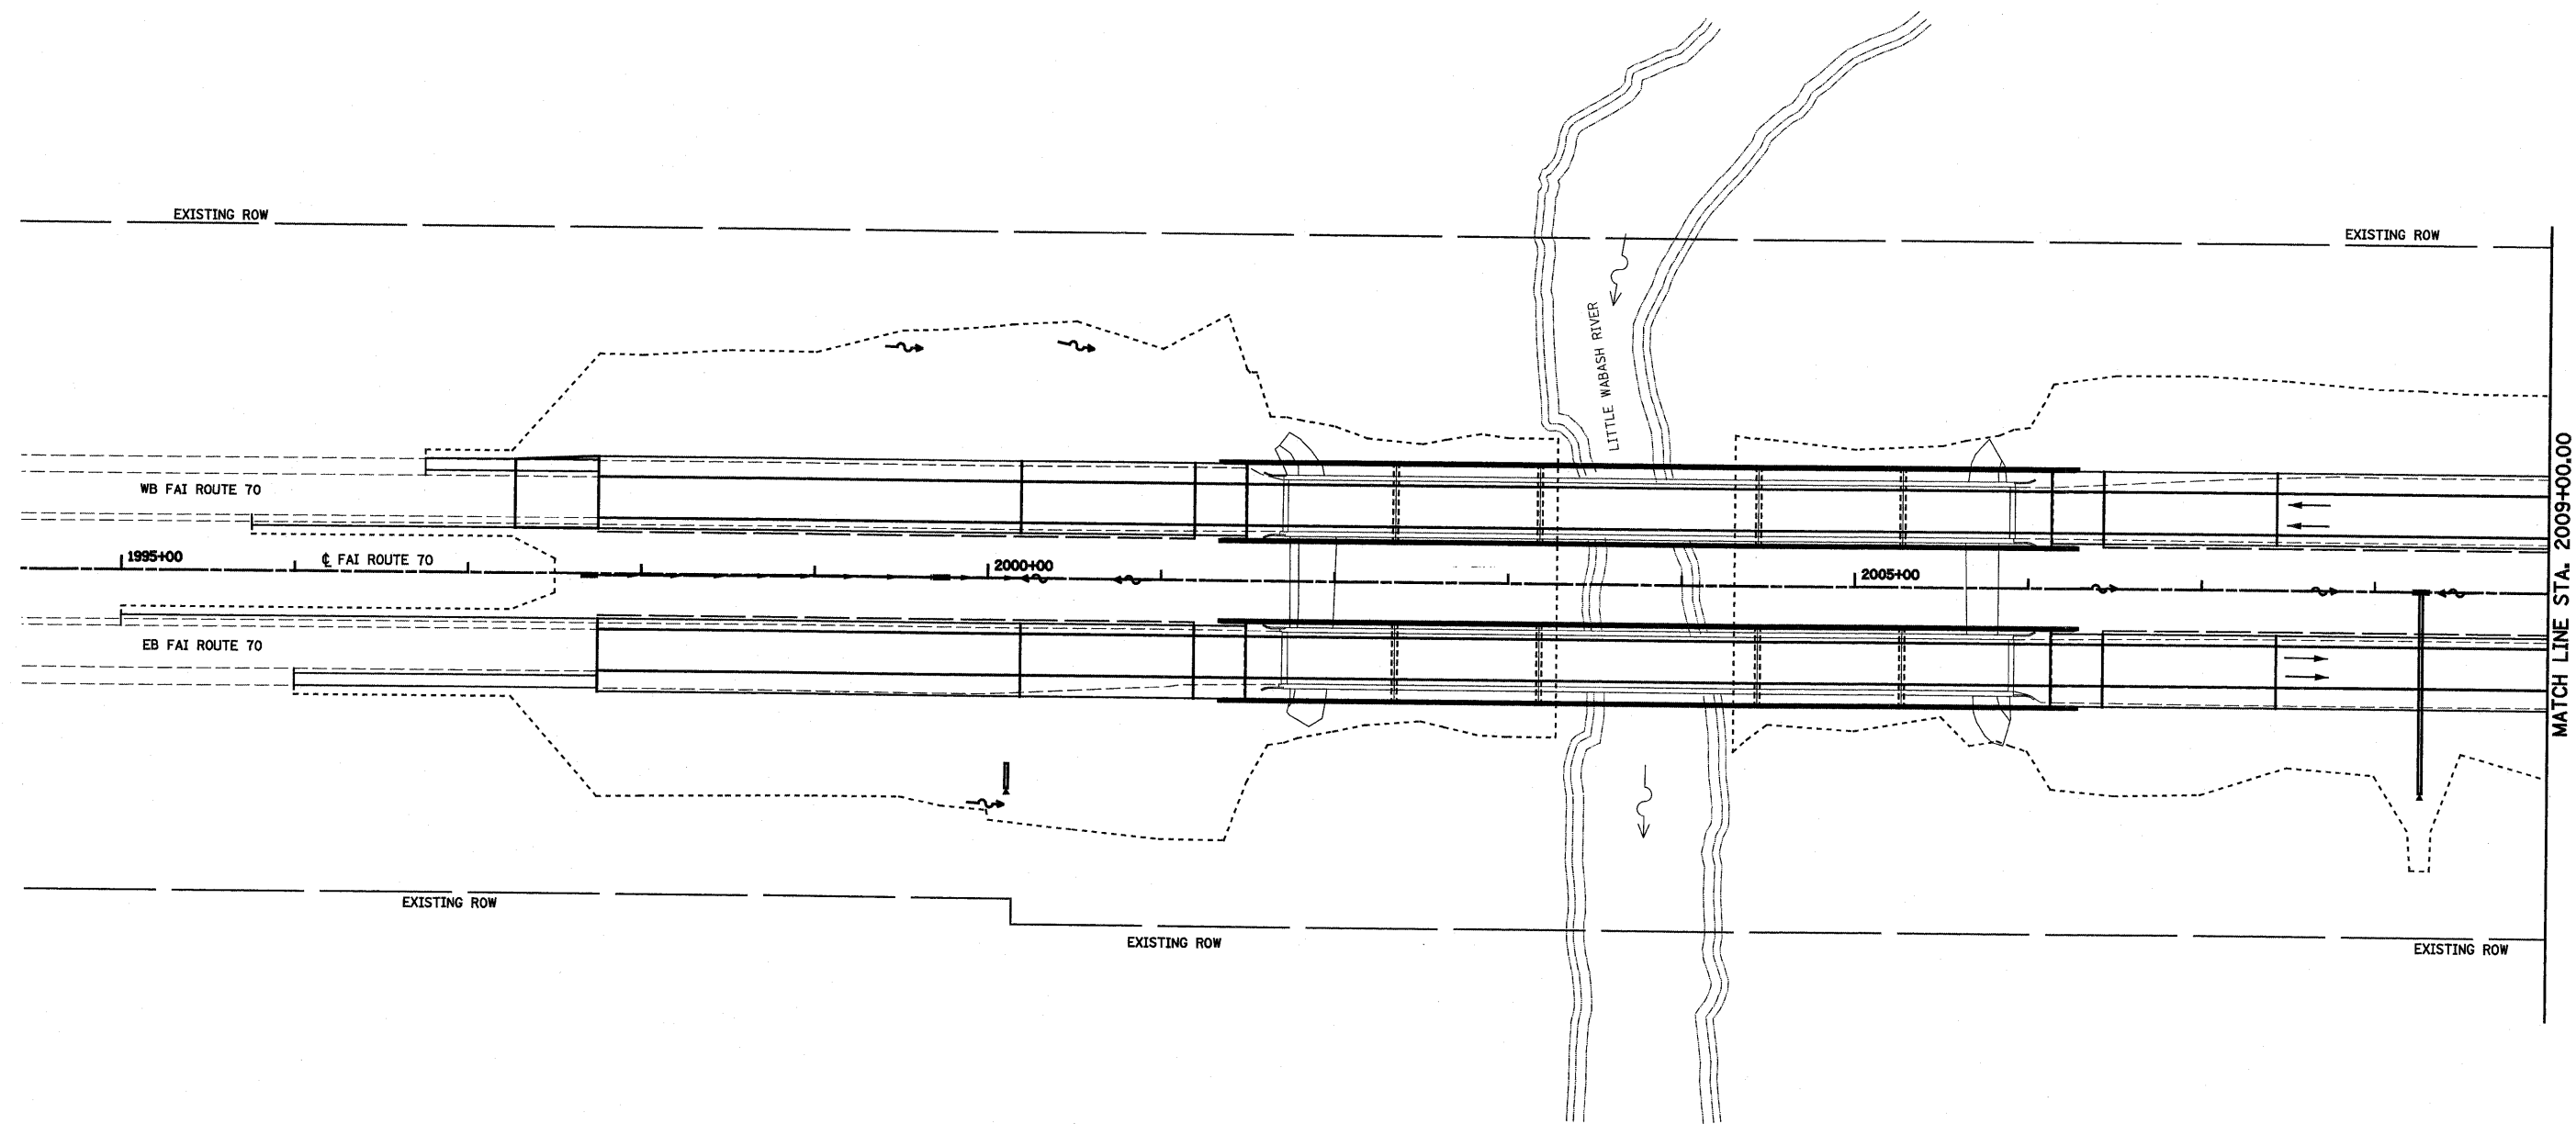 EXISTING ROW
EXISTING ROW
LITTLE WABASH RIVER
WB FAI ROUTE 70
1995+00
℄ FAI ROUTE 70
2000+00
2005+00
EB FAI ROUTE 70
MATCH LINE STA. 2009+00.00
EXISTING ROW
EXISTING ROW
EXISTING ROW